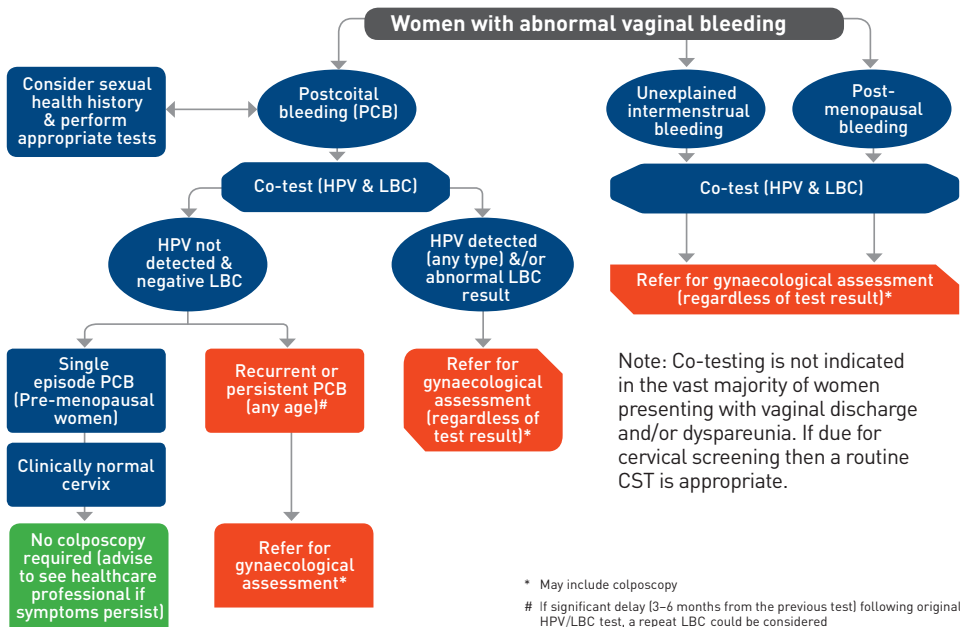 Women with abnormal vaginal bleeding
Consider sexual
health history
& perform
appropriate tests
Postcoital
bleeding (PCB)
Unexplained
intermenstrual
bleeding
Post-
menopausal
bleeding
Co-test (HPV & LBC)
Co-test (HPV & LBC)
HPV not
detected &
negative LBC
HPV detected
(any type) &/or
abnormal LBC
result
Refer for gynaecological assessment
(regardless of test result)*
Single
episode PCB
(Pre-menopausal
women)
Recurrent or
persistent PCB
(any age)#
Refer for
gynaecological
assessment
(regardless of
test result)*
Note: Co-testing is not indicated
in the vast majority of women
presenting with vaginal discharge
and/or dyspareunia. If due for
cervical screening then a routine
CST is appropriate.
Clinically normal
cervix
No colposcopy
required (advise
to see healthcare
professional if
symptoms persist)
Refer for
gynaecological
assessment*
* May include colposcopy
# If significant delay (3–6 months from the previous test) following original
HPV/LBC test, a repeat LBC could be considered